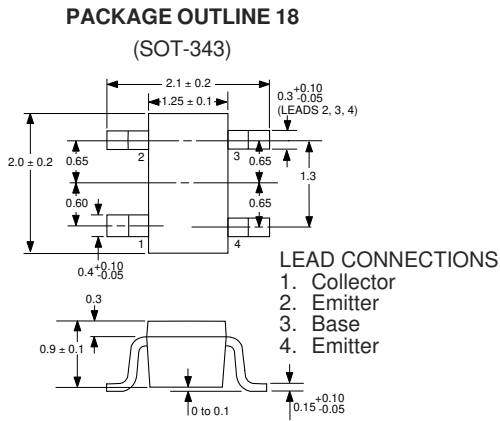 PACKAGE OUTLINE 18
(SOT-343)
2.1 ± 0.2
1.25 ± 0.1
0.3 +0.10 -0.05
(LEADS 2, 3, 4)
2.0 ± 0.2
0.65
2
3
0.65
1.3
0.60
0.65
1
4
0.4 +0.10 -0.05
LEAD CONNECTIONS
1. Collector
2. Emitter
3. Base
4. Emitter
0.3
0.9 ± 0.1
0 to 0.1
0.15 +0.10 -0.05